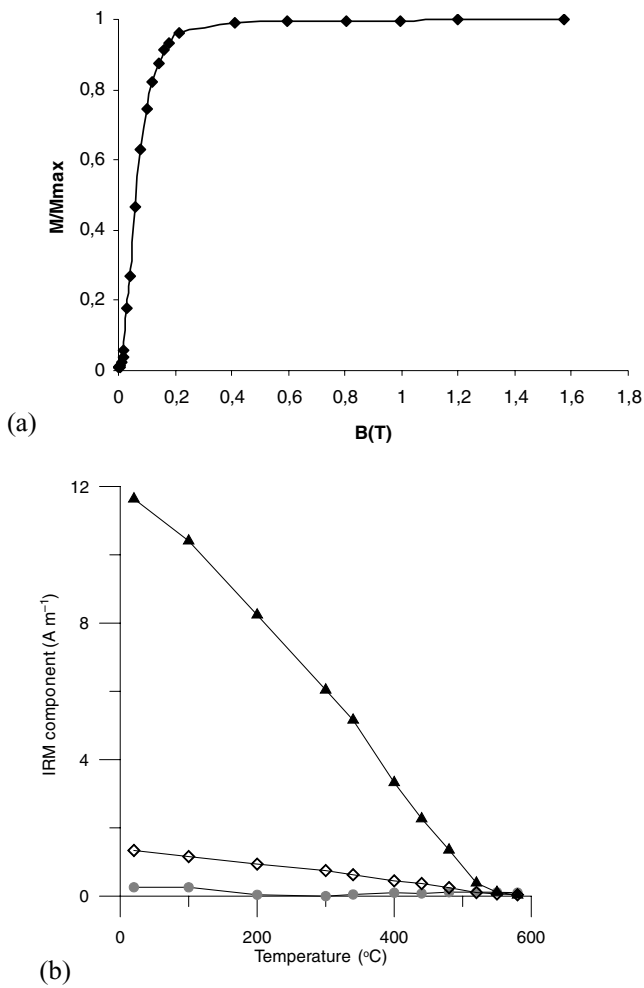 1
0,8
0,6
0,4
0,2
0
M/Mmax
0 0,2 0,4 0,6 0,8 1 1,2 1,4 1,6 1,8
B(T)
(a)
12
8
4
0
IRM component (A m⁻¹)
0 200 400 600
Temperature (°C)
(b)